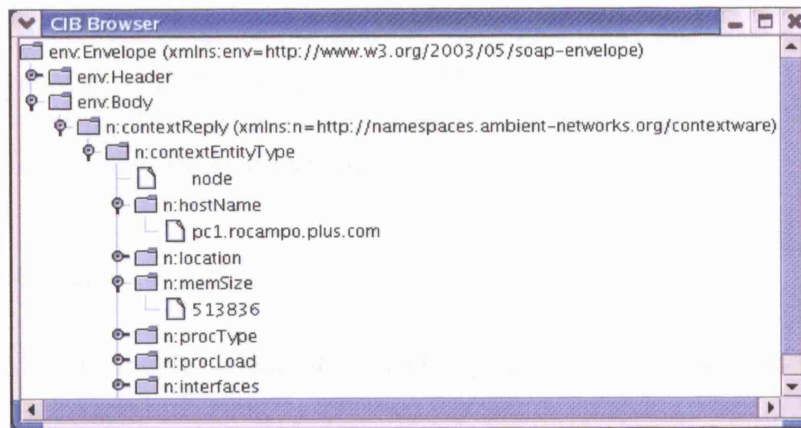 CIB Browser
env:Envelope (xmlns:env=http://www.w3.org/2003/05/soap-envelope)
env:Header
env:Body
n:contextReply (xmlns:n=http://namespaces.ambient-networks.org/contextware)
n:contextEntityType
node
n:hostName
pc1.rocampo.plus.com
n:location
n:memSize
513836
n:procType
n:procLoad
n:interfaces